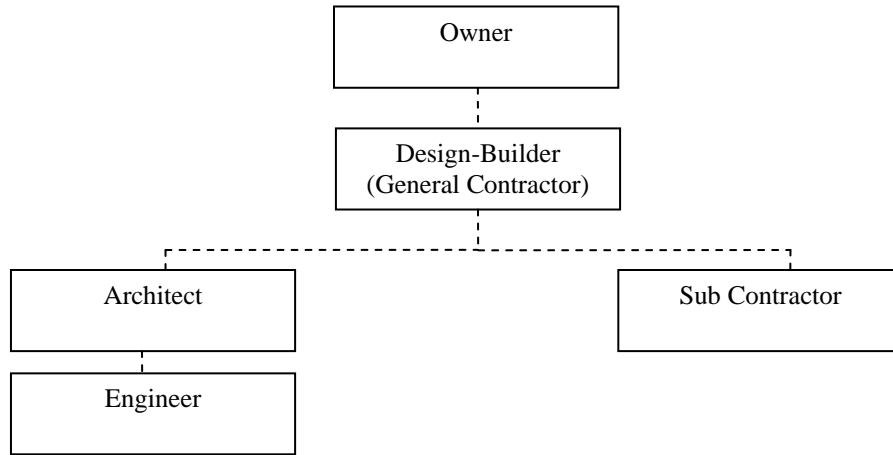 Owner
Design-Builder
(General Contractor)
Architect
Sub Contractor
Engineer